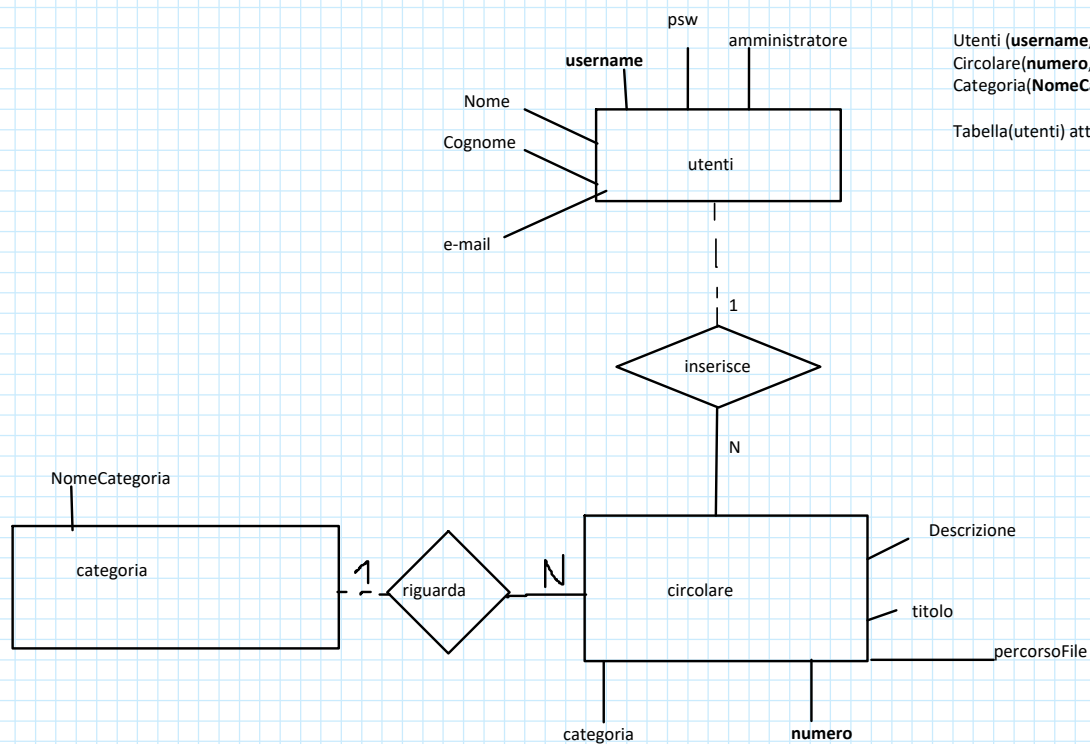 psw
amministratore
username
Nome
Cognome
e-mail
utenti
Utenti (username,
Circolare(numero,
Categoria(NomeCa
Tabella(utenti) att
1
inserisce
N
NomeCategoria
categoria
1
riguarda
N
circolare
Descrizione
titolo
percorsoFile
categoria
numero